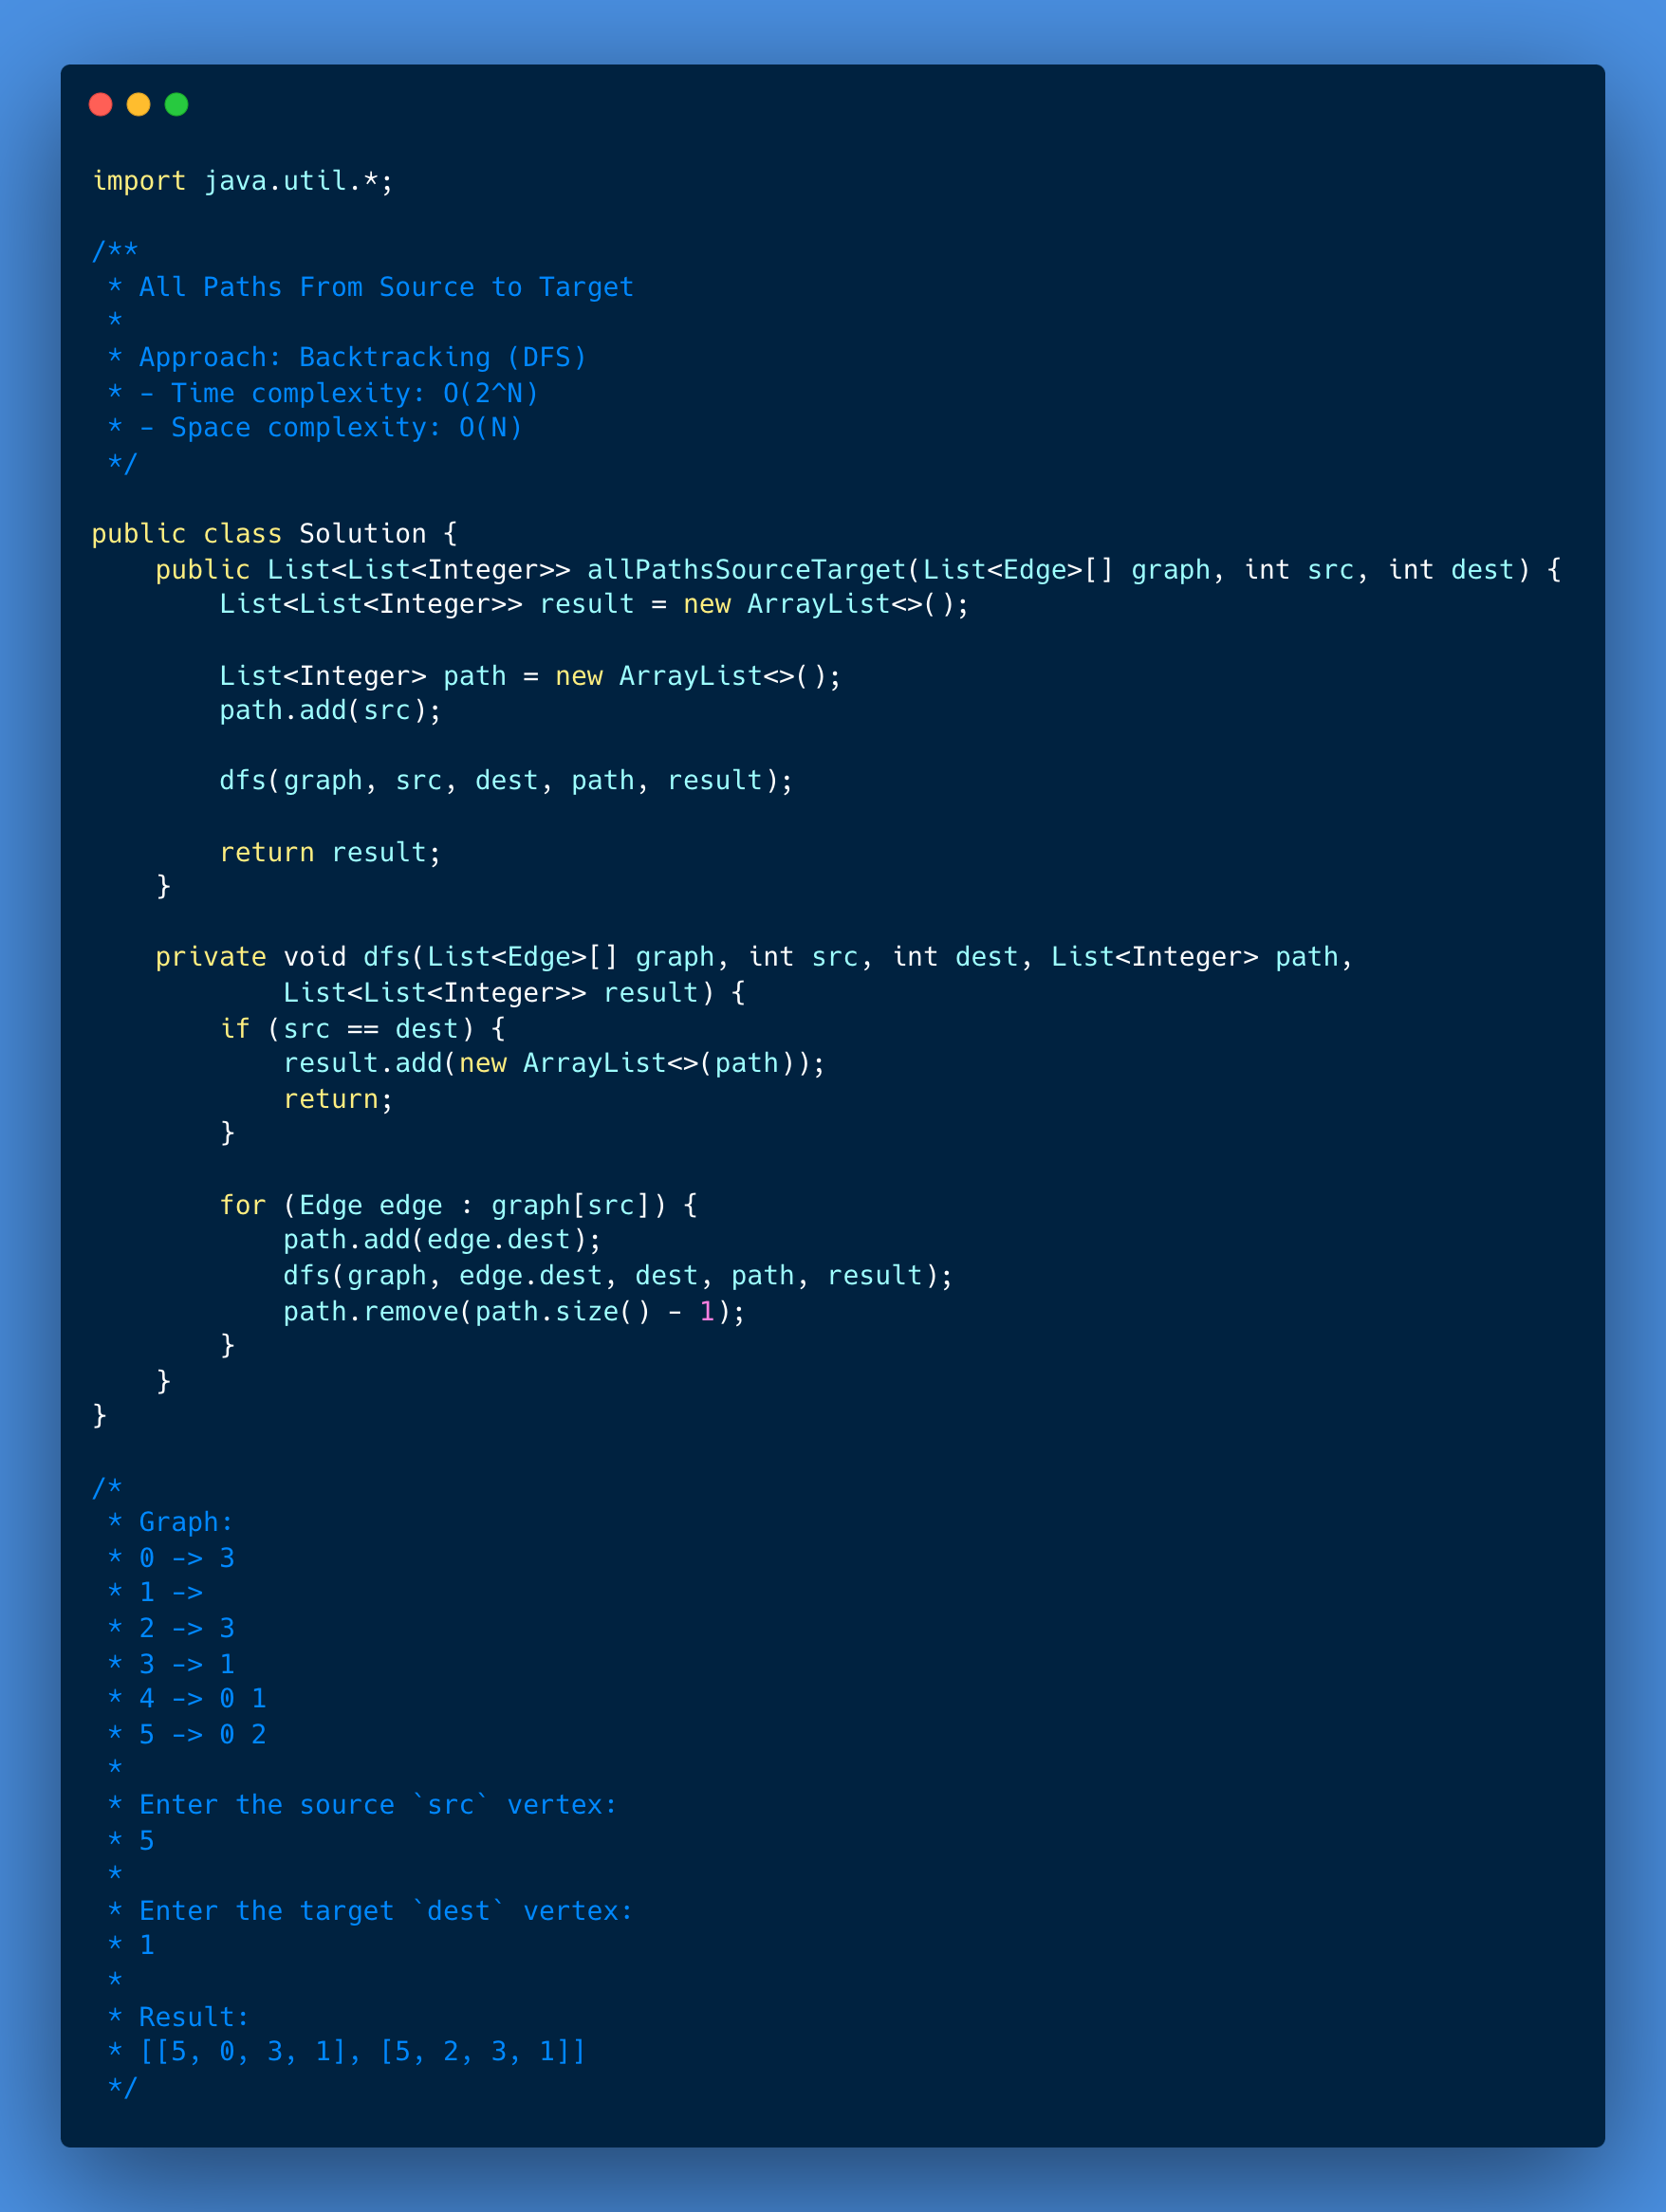 import java.util.*;

/**
 * All Paths From Source to Target
 *
 * Approach: Backtracking (DFS)
 * - Time complexity: O(2^N)
 * - Space complexity: O(N)
 */

public class Solution {
    public List<List<Integer>> allPathsSourceTarget(List<Edge>[] graph, int src, int dest) {
        List<List<Integer>> result = new ArrayList<>();

        List<Integer> path = new ArrayList<>();
        path.add(src);

        dfs(graph, src, dest, path, result);

        return result;
    }

    private void dfs(List<Edge>[] graph, int src, int dest, List<Integer> path,
            List<List<Integer>> result) {
        if (src == dest) {
            result.add(new ArrayList<>(path));
            return;
        }

        for (Edge edge : graph[src]) {
            path.add(edge.dest);
            dfs(graph, edge.dest, dest, path, result);
            path.remove(path.size() - 1);
        }
    }
}

/*
 * Graph:
 * 0 -> 3
 * 1 ->
 * 2 -> 3
 * 3 -> 1
 * 4 -> 0 1
 * 5 -> 0 2
 *
 * Enter the source `src` vertex:
 * 5
 *
 * Enter the target `dest` vertex:
 * 1
 *
 * Result:
 * [[5, 0, 3, 1], [5, 2, 3, 1]]
 */